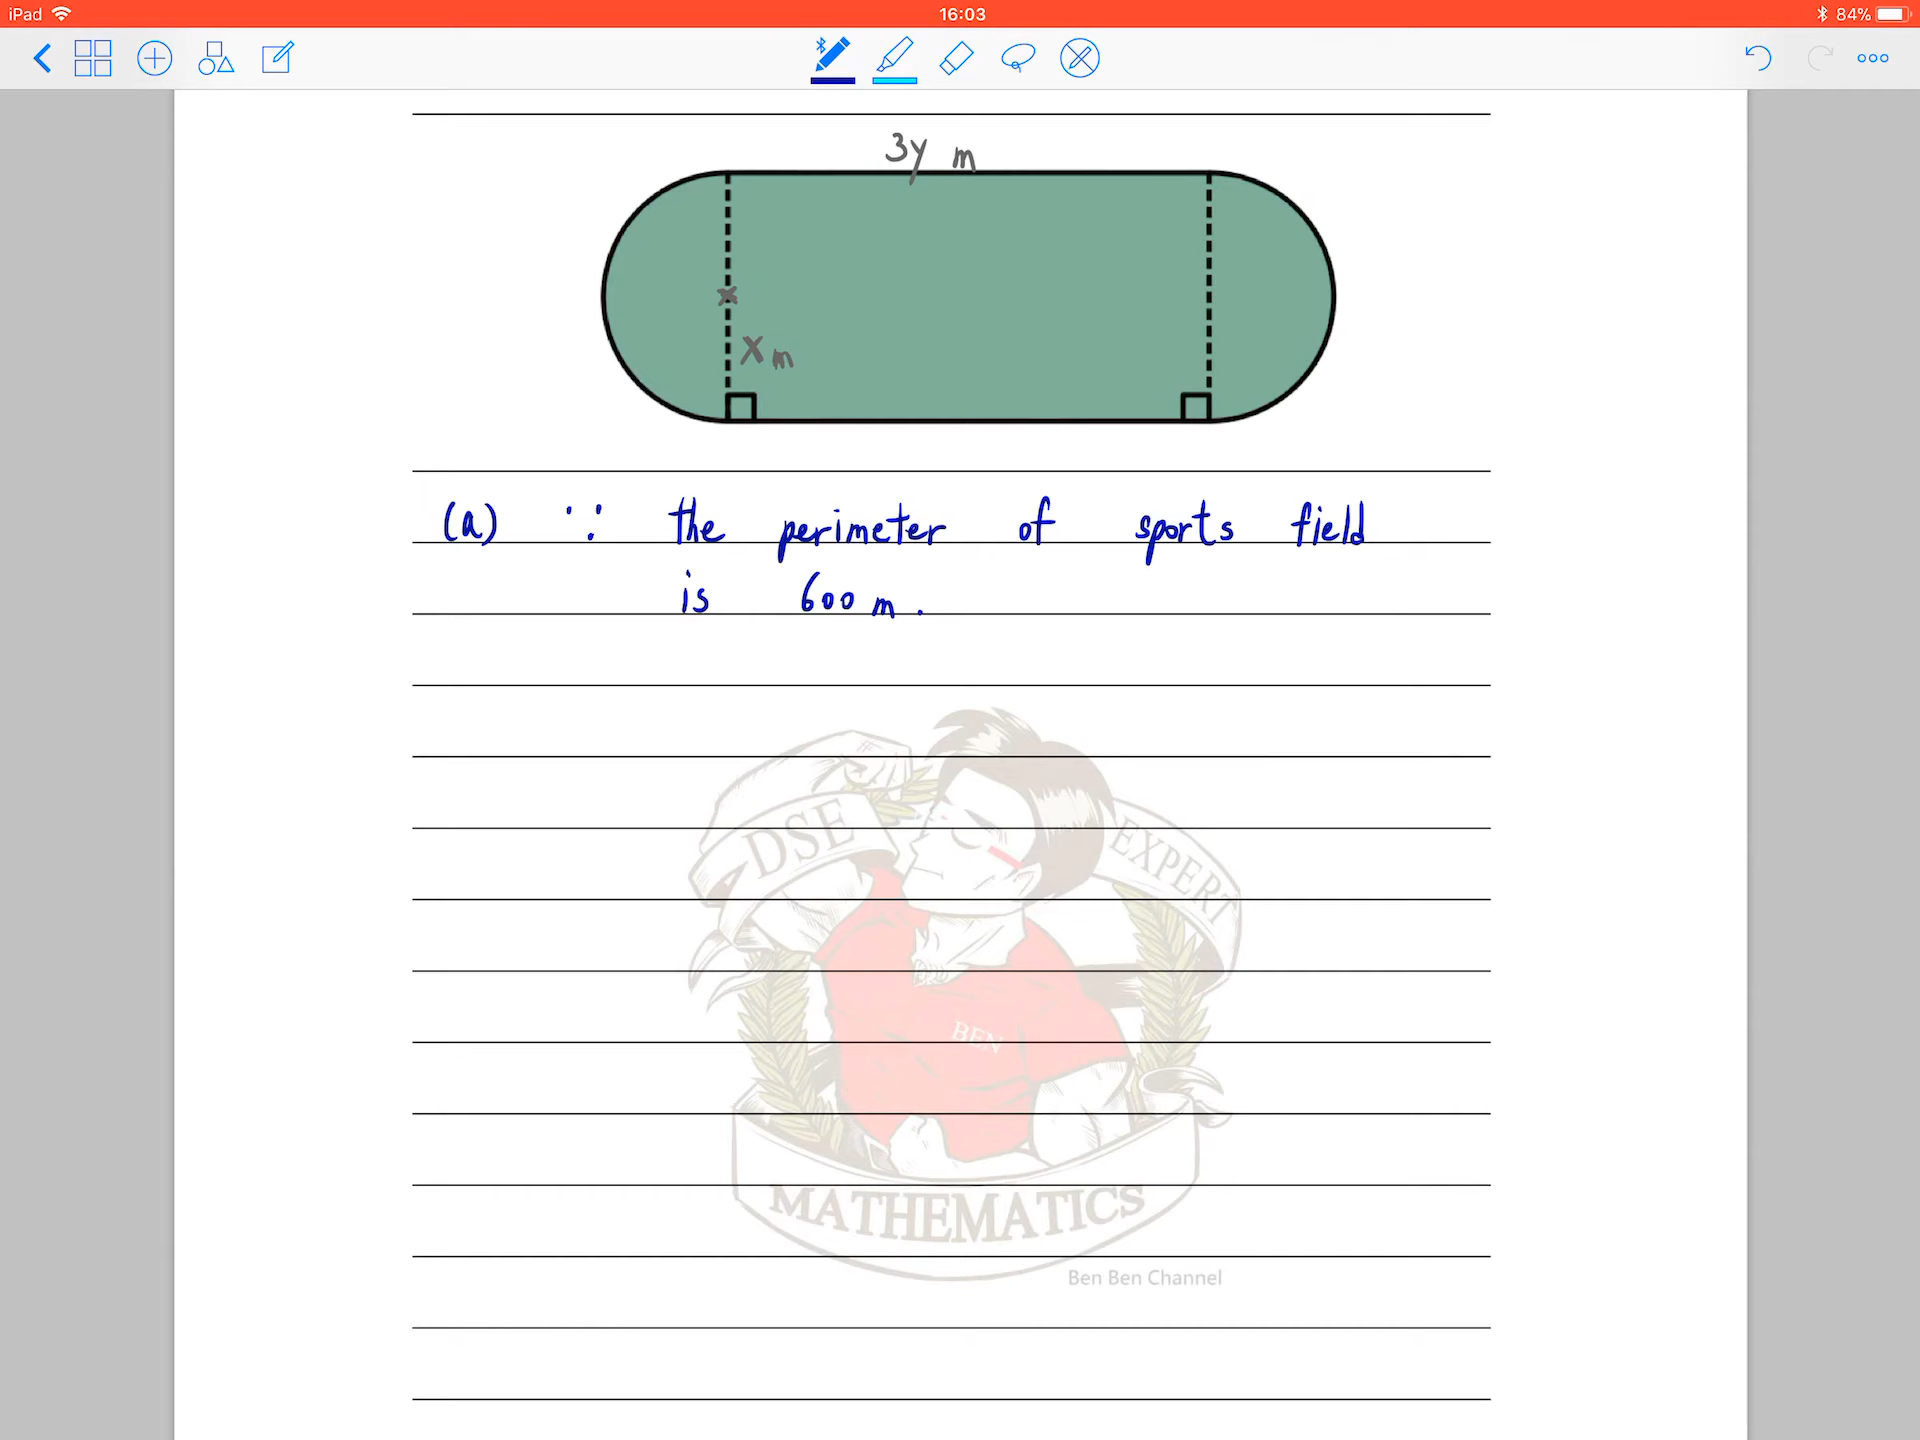 iPad
16:03
84%
3y m
x m
(a) ∵ the perimeter of sports field
is 600 m.
DSE
EXPERT
BEN
MATHEMATICS
Ben Ben Channel